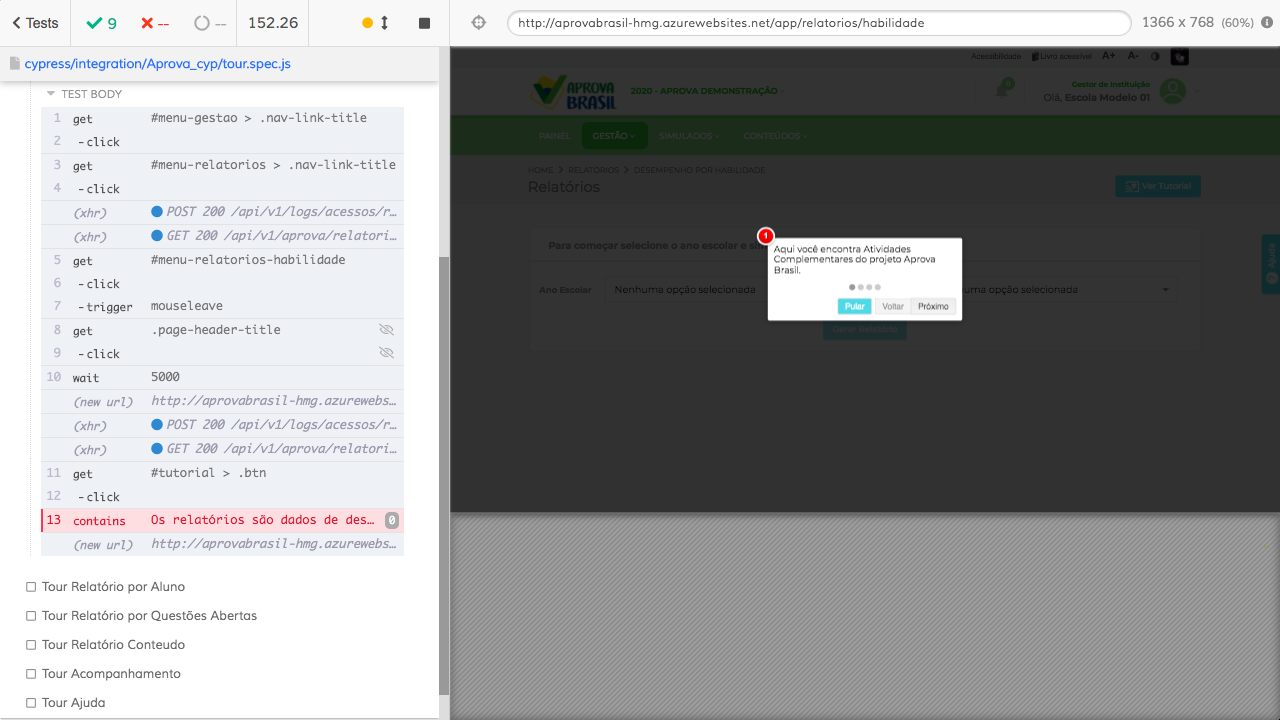 Tests
9
--
--
152.26
http://aprovabrasil-hmg.azurewebsites.net/app/relatorios/habilidade
1366 x 768 (60%)
cypress/integration/Aprova_cyp/tour.spec.js
TEST BODY
1 get #menu-gestao > .nav-link-title
2 -click
3 get #menu-relatorios > .nav-link-title
4 -click
(xhr) POST 200 /api/v1/logs/acessos/r…
(xhr) GET 200 /api/v1/aprova/relatori…
5 get #menu-relatorios-habilidade
6 -click
7 -trigger mouseleave
8 get .page-header-title
9 -click
10 wait 5000
(new url) http://aprovabrasil-hmg.azurewebs…
(xhr) POST 200 /api/v1/logs/acessos/r…
(xhr) GET 200 /api/v1/aprova/relatori…
11 get #tutorial > .btn
12 -click
13 contains Os relatórios são dados de des… 0
(new url) http://aprovabrasil-hmg.azurewebs…
Tour Relatório por Aluno
Tour Relatório por Questões Abertas
Tour Relatório Conteudo
Tour Acompanhamento
Tour Ajuda
Acessibilidade Livro acessível A+ A-
APROVA BRASIL
2020 - APROVA DEMONSTRAÇÃO
Gestor de Instituição
Olá, Escola Modelo 01
PAINEL GESTÃO SIMULADOS CONTEÚDOS
HOME > RELATÓRIOS > DESEMPENHO POR HABILIDADE
Relatórios
Ver Tutorial
Para começar selecione o ano escolar e
Ajuda
1
Aqui você encontra Atividades
Complementares do projeto Aprova
Brasil.
Pular Voltar Próximo
Ano Escolar Nenhuma opção selecionada
opção selecionada
Gerar Relatório